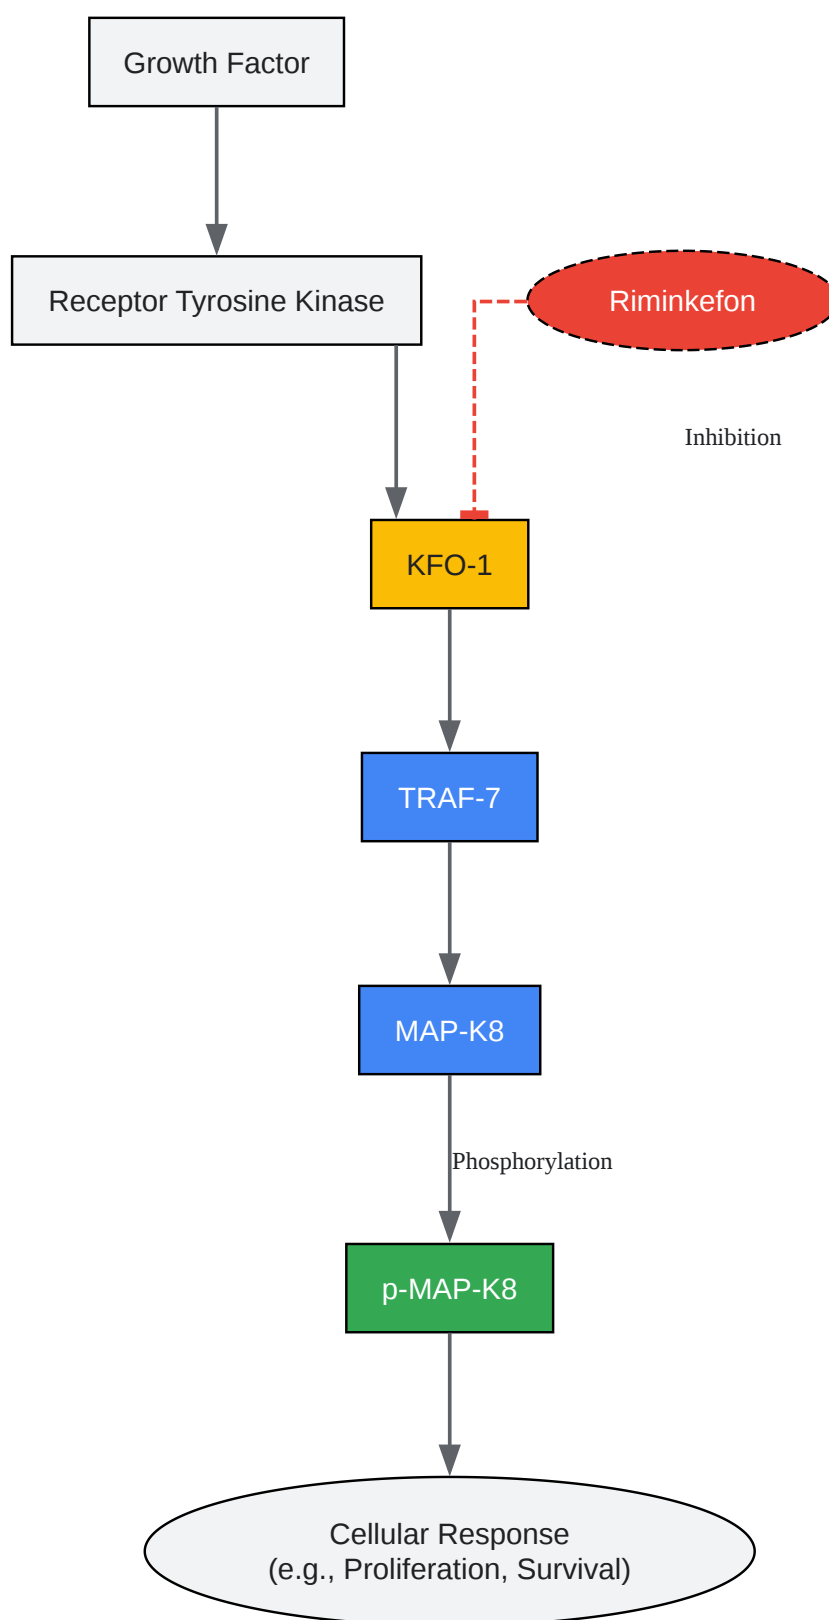 Growth Factor
Receptor Tyrosine Kinase
Riminkefon
Inhibition
KFO-1
TRAF-7
MAP-K8
Phosphorylation
p-MAP-K8
Cellular Response
(e.g., Proliferation, Survival)